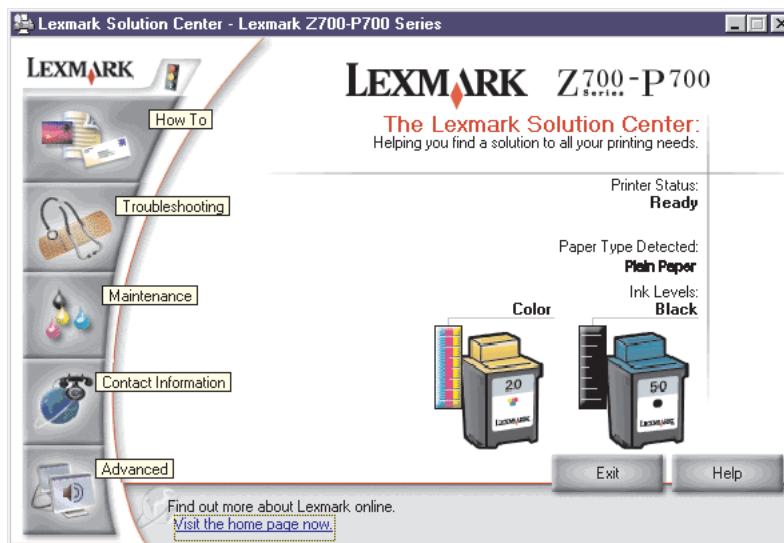 Lexmark Solution Center - Lexmark Z700-P700 Series
LEXMARK
How To
Troubleshooting
Maintenance
Contact Information
Advanced
LEXMARK Z700-P700
Series
The Lexmark Solution Center:
Helping you find a solution to all your printing needs.
Printer Status:
Ready
Paper Type Detected:
Plain Paper
Ink Levels:
Color
Black
20
LEXMARK
50
LEXMARK
Exit
Help
Find out more about Lexmark online.
Visit the home page now.